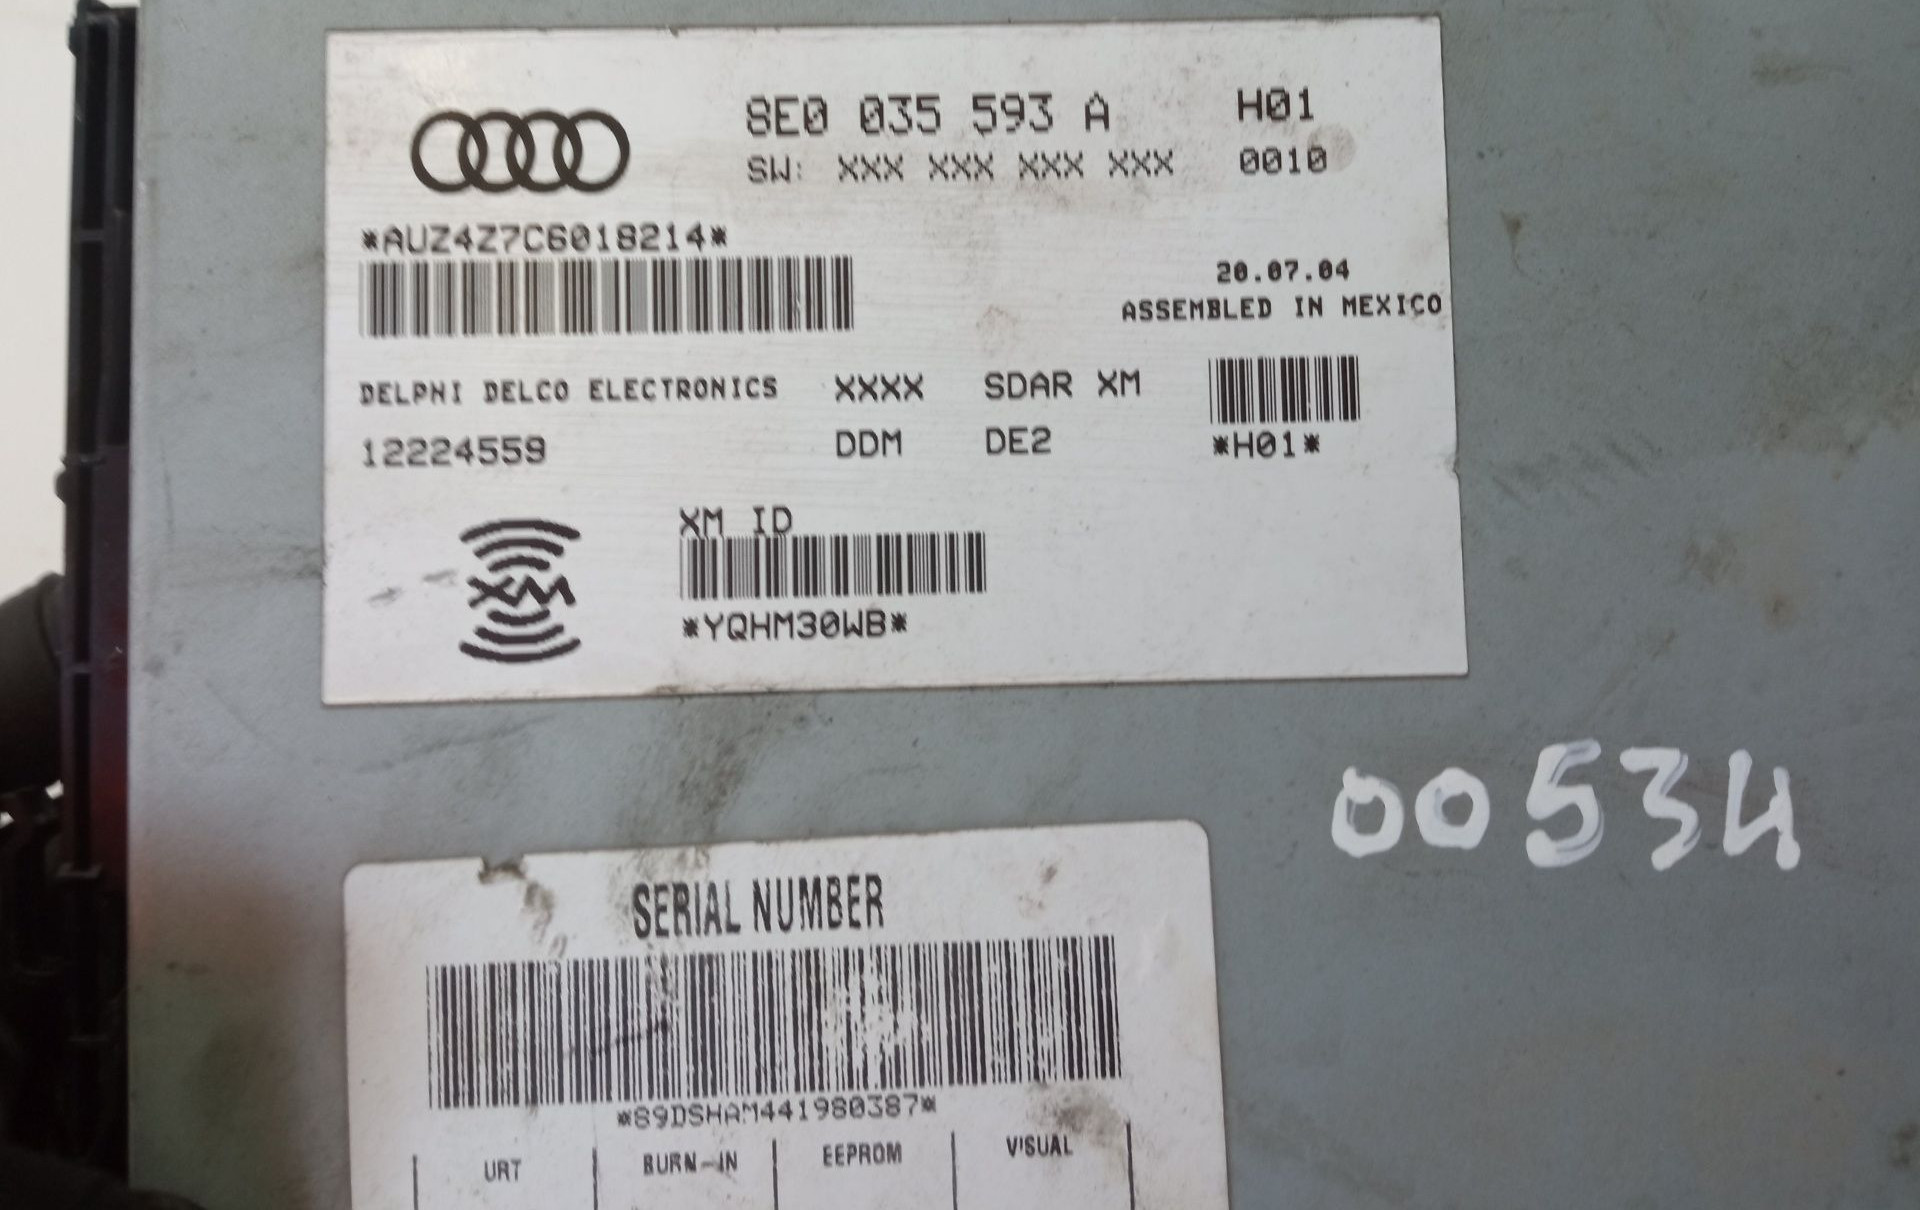 8E0 035 593 A H01
SW: XXX XXX XXX XXX 0010
*AUZ4Z7C6018214*
20.07.04
ASSEMBLED IN MEXICO
DELPHI DELCO ELECTRONICS XXXX SDAR XM
12224559 DDM DE2 *H01*
XM ID
XM
*YQHM30WB*
00534
SERIAL NUMBER
*S9DSHAM441980387*
URT BURN-IN EEPROM VISUAL